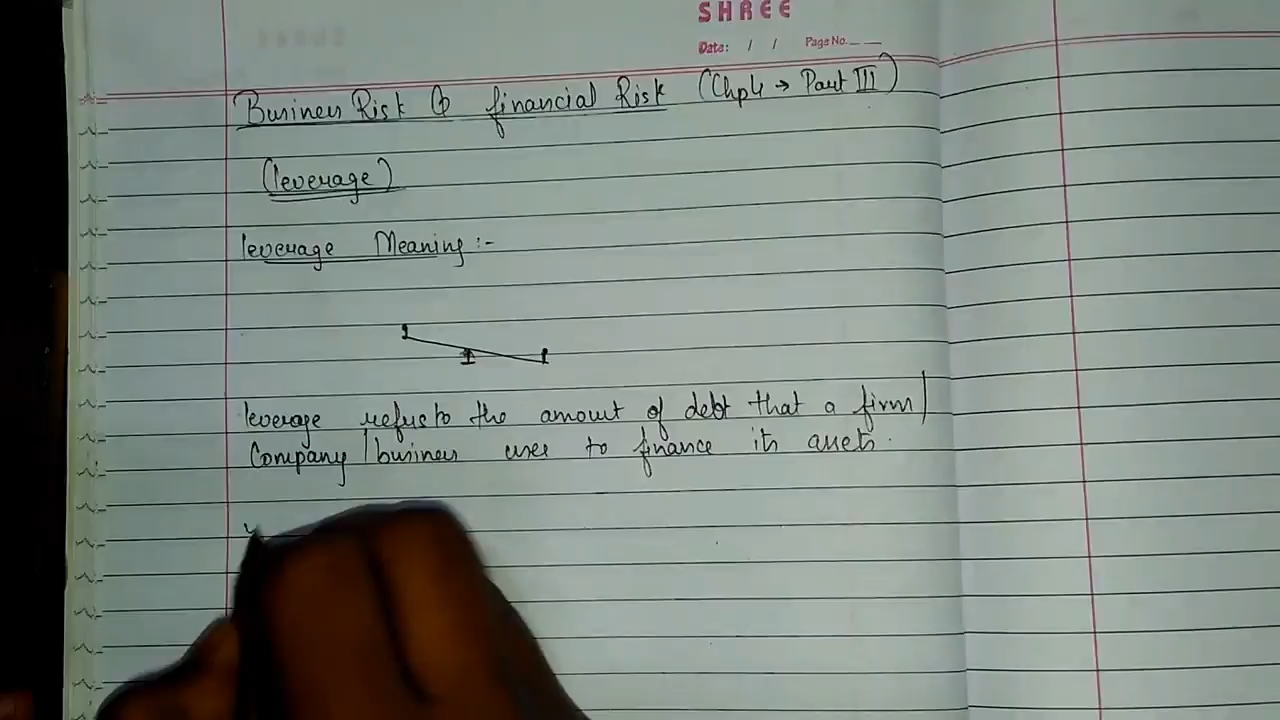 SHREE
Data: / / Page No.
Business Risk & financial Risk (Chp4 → Part III)
(leverage)
leverage Meaning :-
leverage refers to the amount of debt that a firm/
Company/business uses to finance its assets.